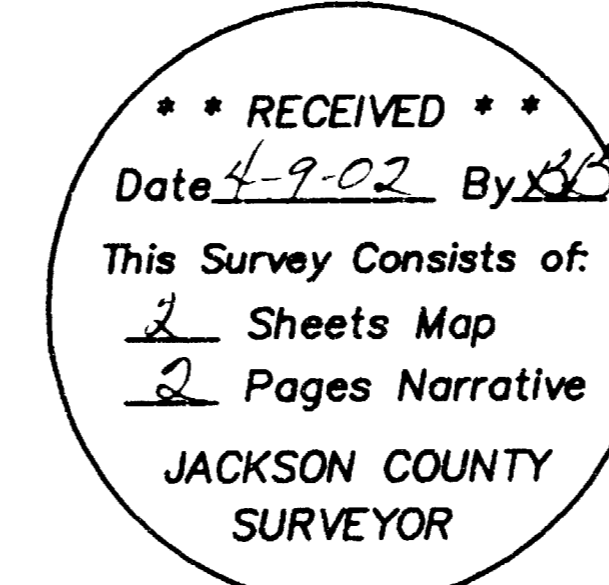 * * RECEIVED * *
Date 4-9-02 By
This Survey Consists of:
2 Sheets Map
2 Pages Narrative
JACKSON COUNTY
SURVEYOR